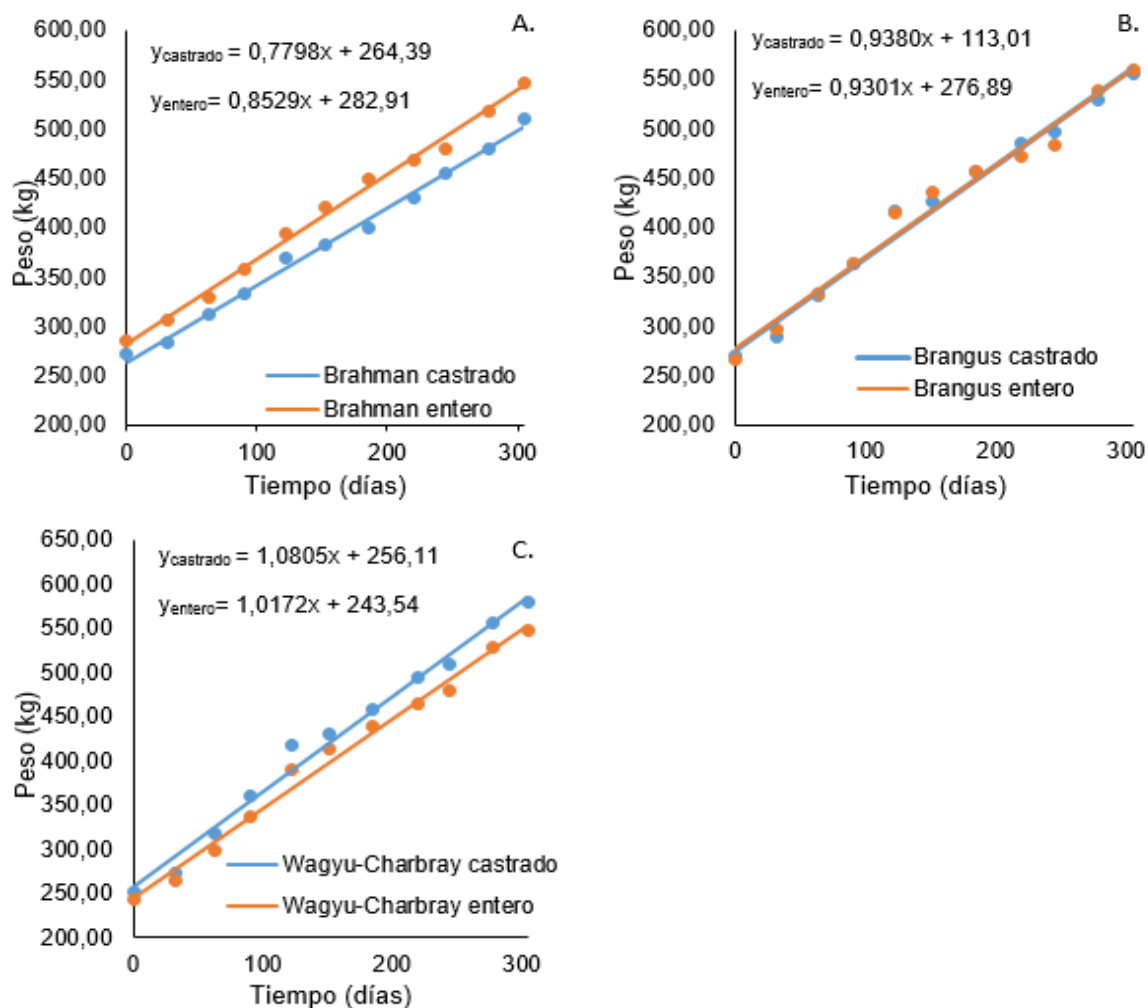 A.
600,00
550,00
500,00
450,00
400,00
350,00
300,00
250,00
200,00
Peso (kg)
ycastrado = 0,7798x + 264,39
yentero= 0,8529x + 282,91
Brahman castrado
Brahman entero
0 100 200 300
Tiempo (días)
B.
600,00
550,00
500,00
450,00
400,00
350,00
300,00
250,00
200,00
Peso (kg)
ycastrado = 0,9380x + 113,01
yentero= 0,9301x + 276,89
Brangus castrado
Brangus entero
0 100 200 300
Tiempo (días)
C.
650,00
600,00
550,00
500,00
450,00
400,00
350,00
300,00
250,00
200,00
Peso (kg)
ycastrado = 1,0805x + 256,11
yentero= 1,0172x + 243,54
Wagyu-Charbray castrado
Wagyu-Charbray entero
0 100 200 300
Tiempo (días)